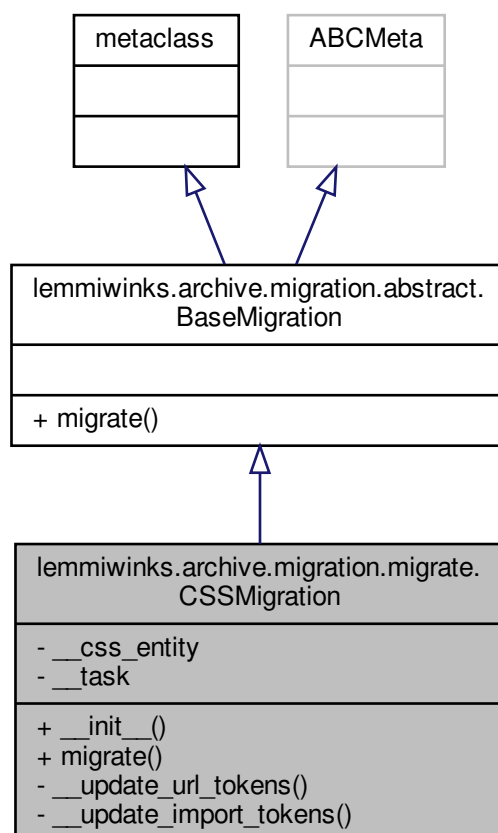 metaclass
ABCMeta
lemmiwinks.archive.migration.abstract.
BaseMigration
+ migrate()
lemmiwinks.archive.migration.migrate.
CSSMigration
- __css_entity
- __task
+ __init__()
+ migrate()
- __update_url_tokens()
- __update_import_tokens()